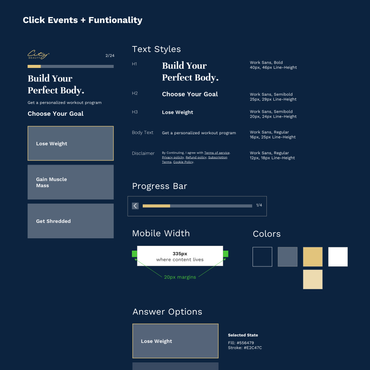 Click Events + Funtionality
City
2/24
Build Your
Perfect Body.
Get a personalized workout program
Choose Your Goal
Lose Weight
Gain Muscle
Mass
Get Shredded
Text Styles
H1
Build Your
Perfect Body.
Work Sans, Bold
40px, 46px Line-Height
H2
Choose Your Goal
Work Sans, Semibold
25px, 29px Line-Height
H3
Lose Weight
Work Sans, Semibold
20px, 24px Line-Height
Body Text
Get a personalized workout program
Work Sans, Regular
16px, 25px Line-Height
Disclaimer
By Continuing, I agree with Terms of service
Privacy policy, Refund policy, Subscription
Terms, Cookie Policy
Work Sans, Regular
12px, 18px Line-Height
Progress Bar
1/4
Mobile Width
335px
where content lives
20px margins
Colors
Answer Options
Lose Weight
Selected State
Fill: #556479
Stroke: #E2C47C